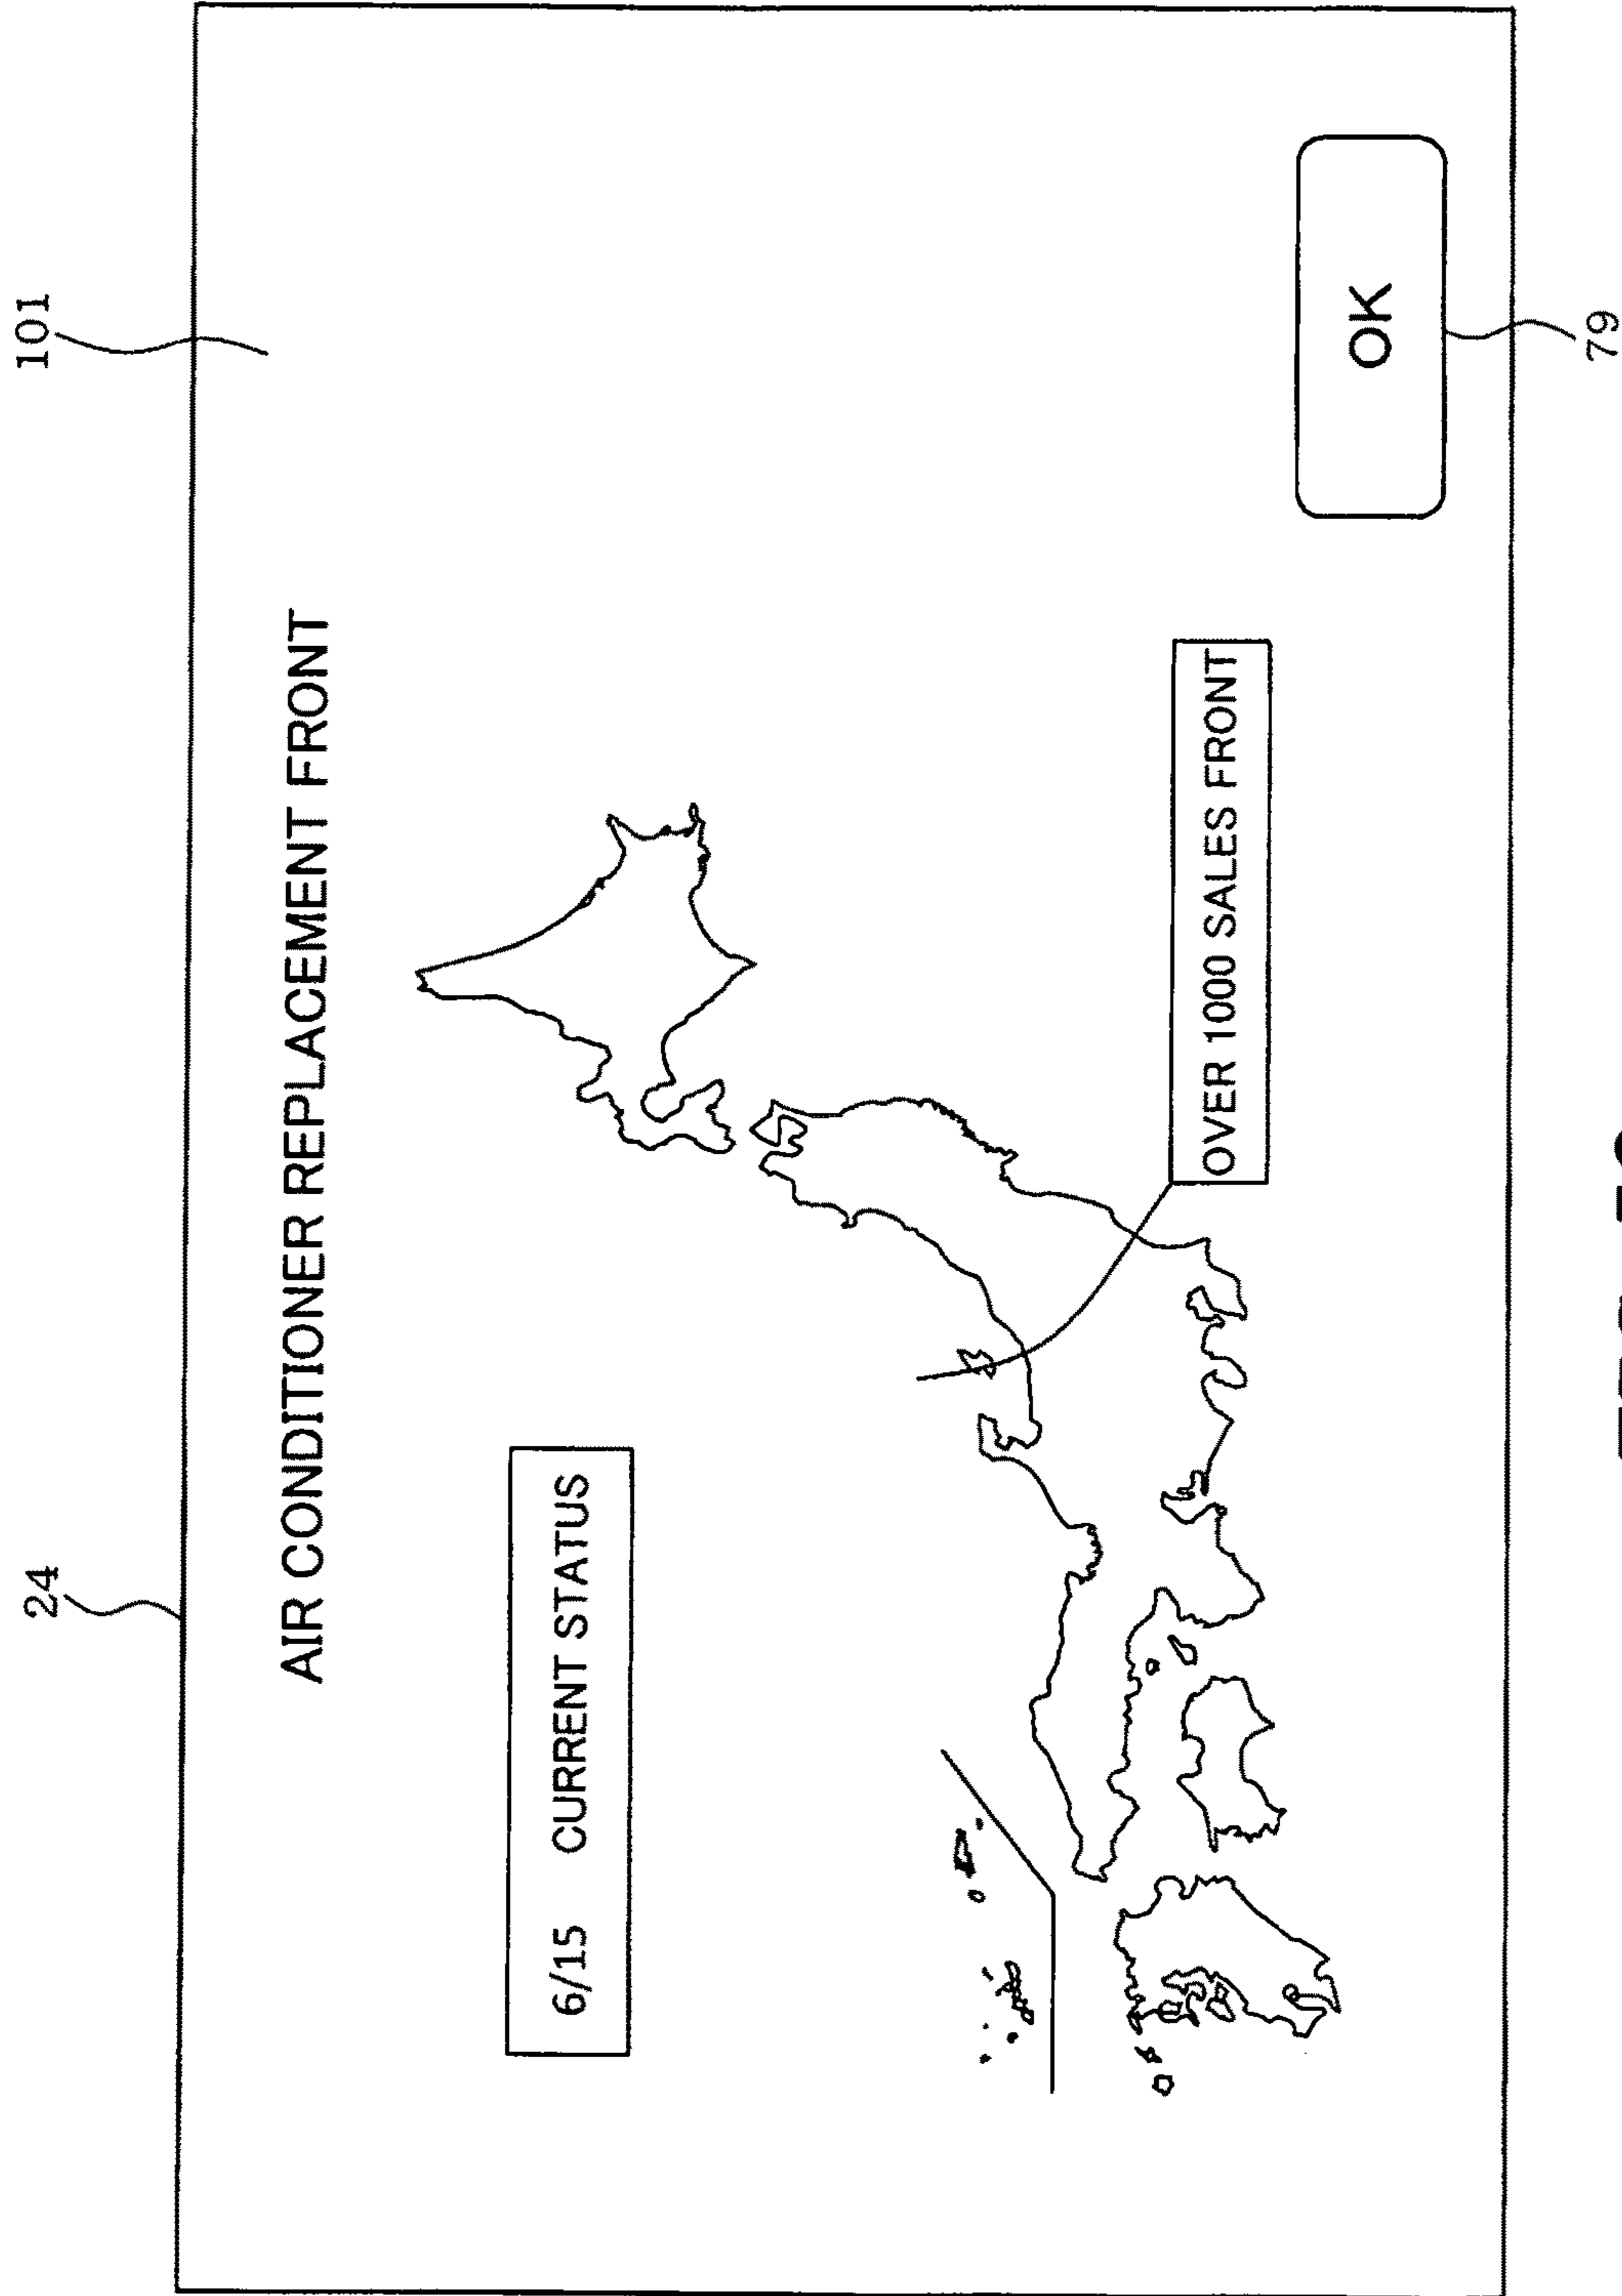 24
101
AIR CONDITIONER REPLACEMENT FRONT
6/15 CURRENT STATUS
OVER 1000 SALES FRONT
OK
79